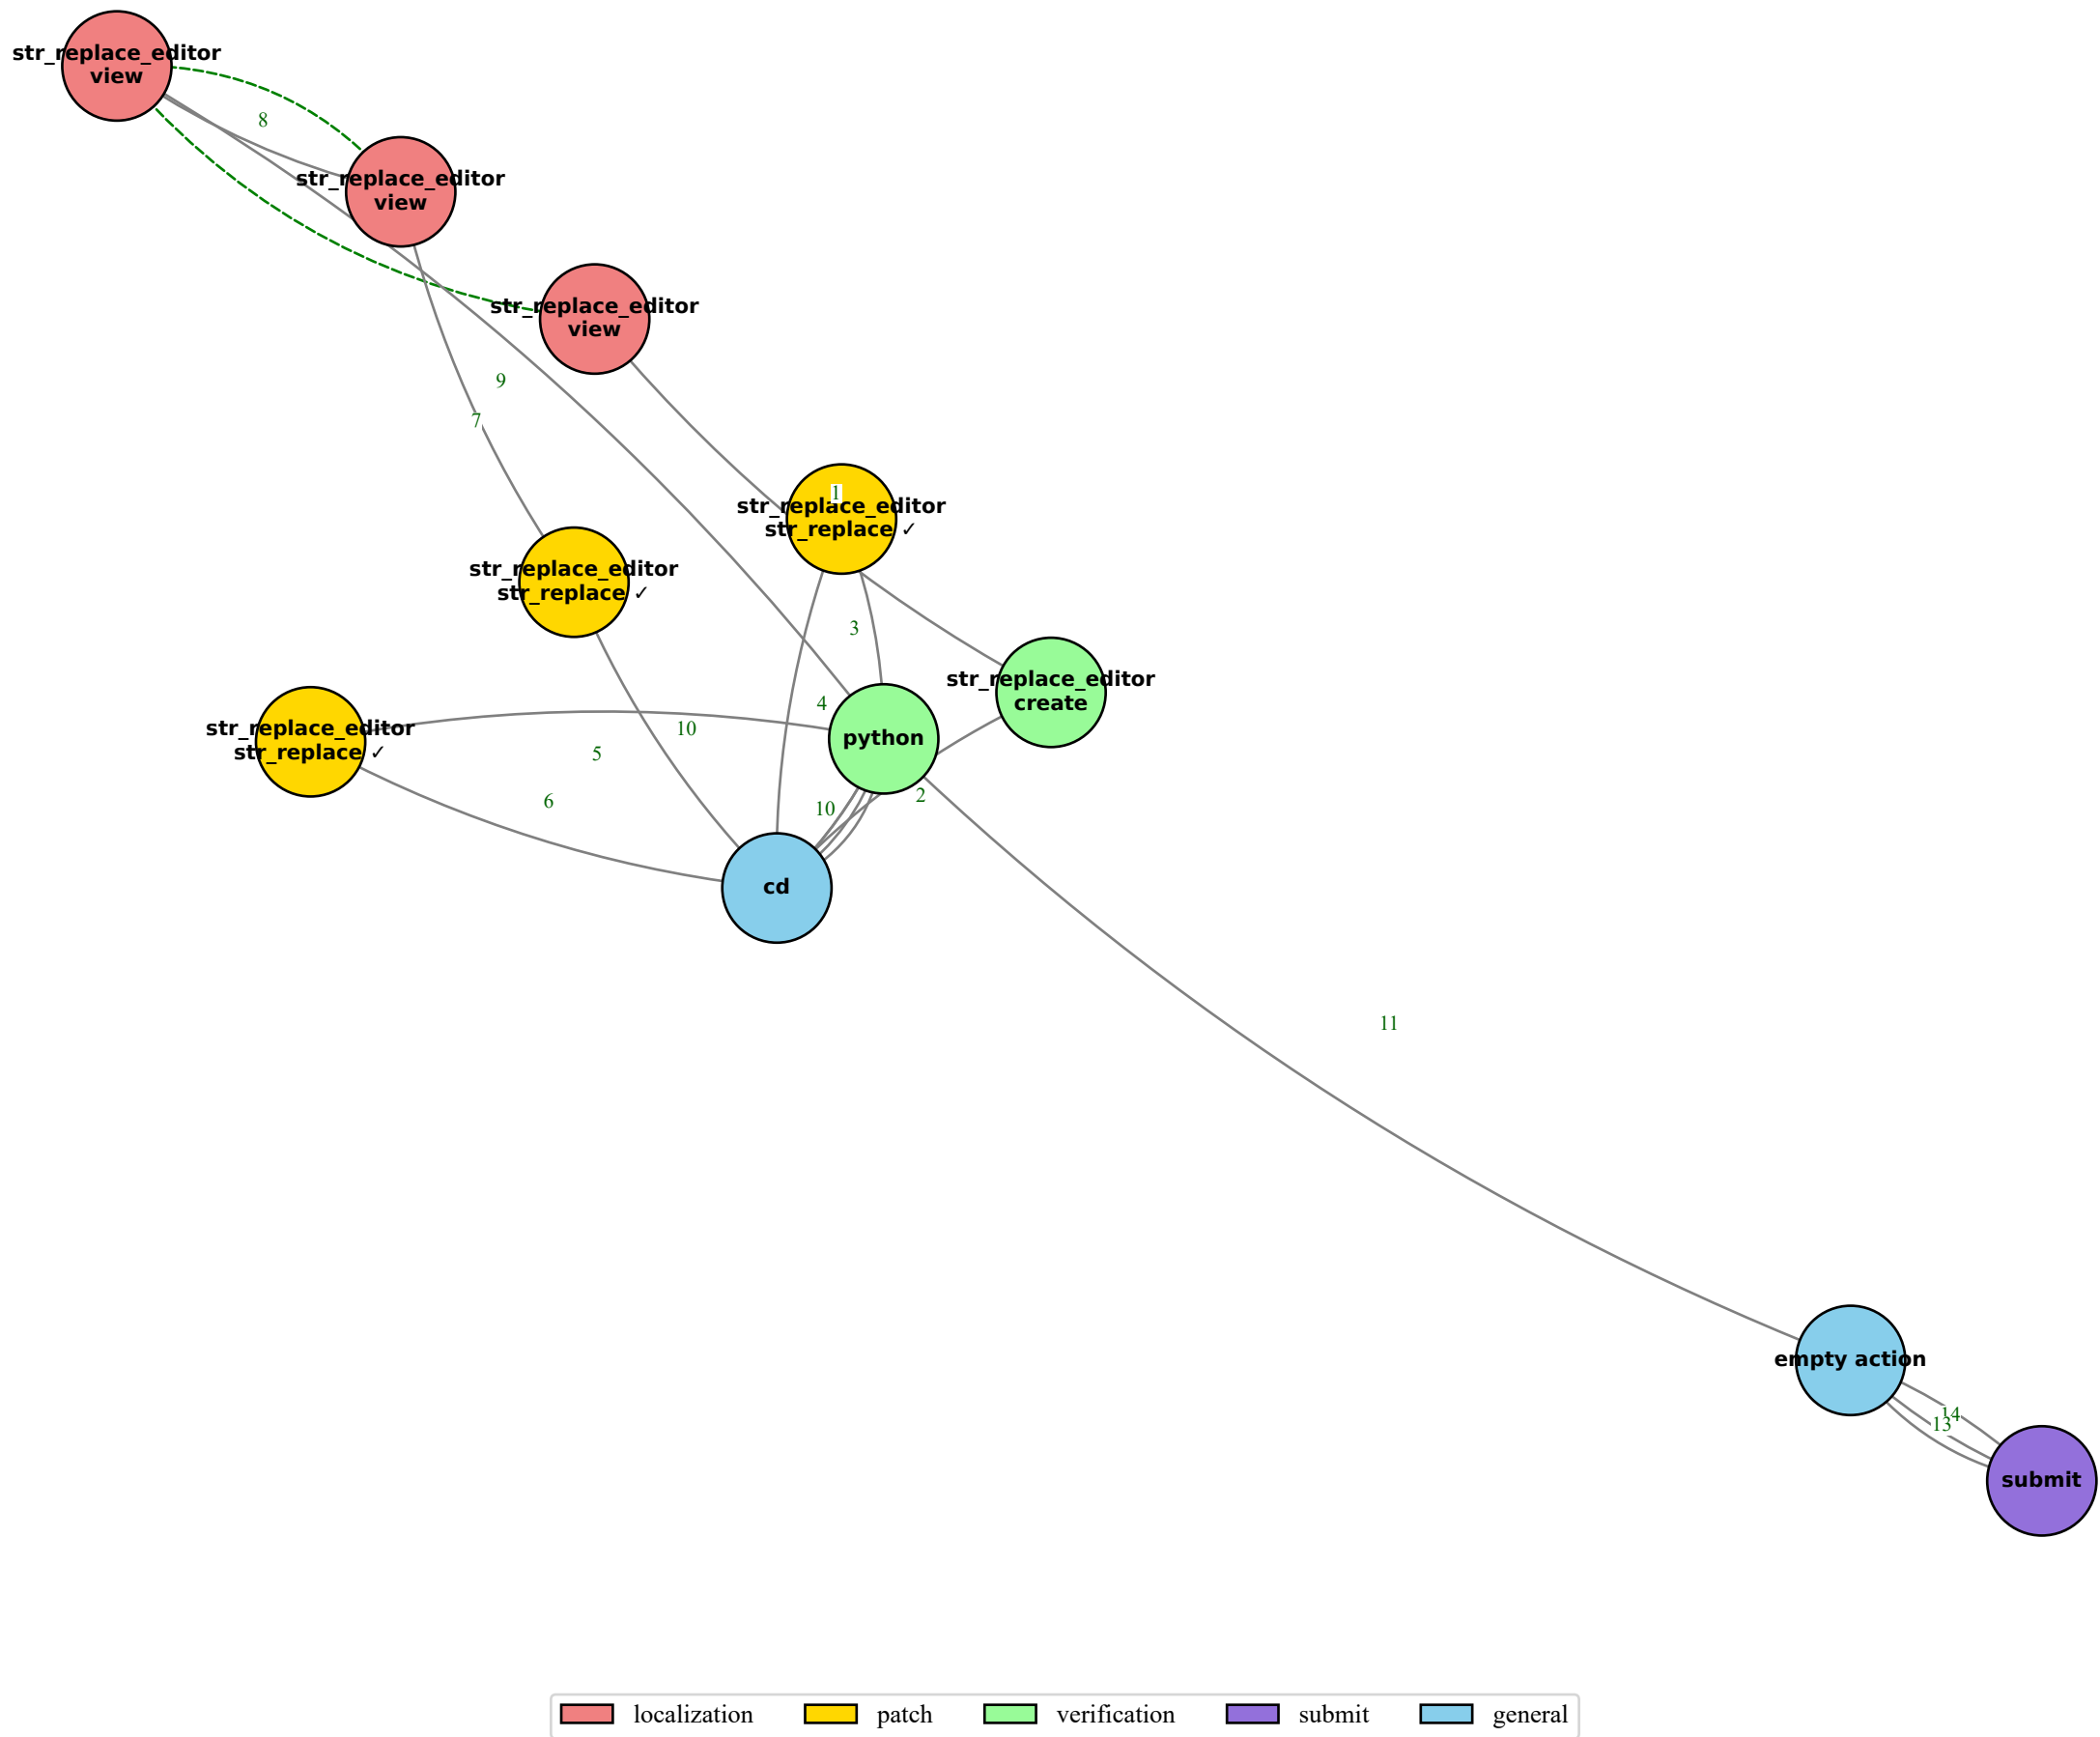 str_replace_editor
view
8
str_replace_editor
view
str_replace_editor
view
9
7
1
str_replace_editor
str_replace ✓
str_replace_editor
str_replace ✓
3
str_replace_editor
create
4
10
str_replace_editor
str_replace ✓
python
5
6
10
2
cd
11
empty action
14
13
submit
localization
patch
verification
submit
general